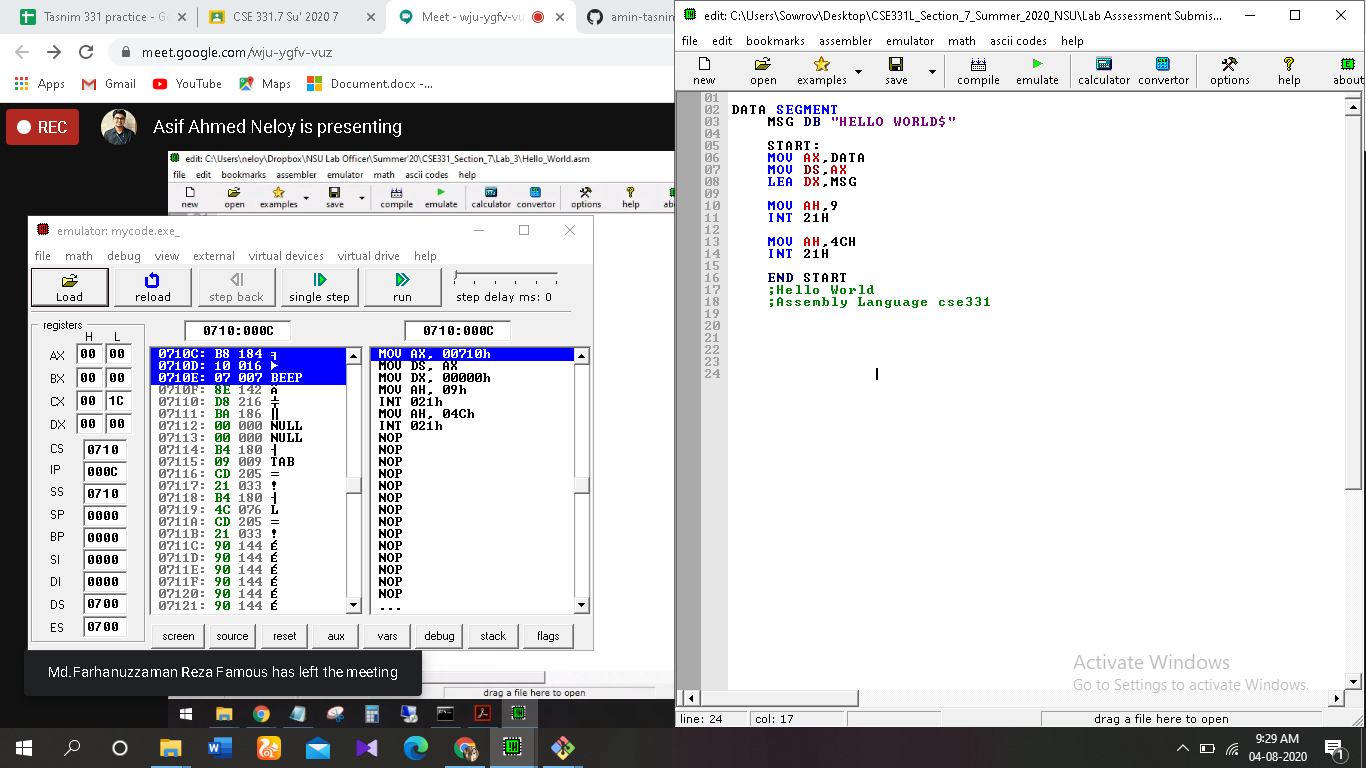 Tasnim 331 practice - G
CSE 331.7 Su' 2020 7
Meet - wju-ygfv-vu
amin-tasnin
meet.google.com/wju-ygfv-vuz
Apps
Gmail
YouTube
Maps
Document.docx -...
REC
Asif Ahmed Neloy is presenting
edit: C:\Users\neloy\Dropbox\NSU Lab Officer\Summer'20\CSE331_Section_7\Lab_3\Hello_World.asm
file edit bookmarks assembler emulator math ascii codes help
new open examples save compile emulate calculator convertor options help ab
emulator: mycode.exe_
file math debug view external virtual devices virtual drive help
Load reload step back single step run step delay ms: 0
registers
H L
AX 00 00
BX 00 00
CX 00 1C
DX 00 00
CS 0710
IP 000C
SS 0710
SP 0000
BP 0000
SI 0000
DI 0000
DS 0700
ES 0700
0710:000C
0710C: B8 184 ╕
0710D: 10 016 ►
0710E: 07 007 BEEP
0710F: 8E 142 Ä
07110: D8 216 ╪
07111: BA 186 ║
07112: 00 000 NULL
07113: 00 000 NULL
07114: B4 180 ┤
07115: 09 009 TAB
07116: CD 205 =
07117: 21 033 !
07118: B4 180 ┤
07119: 4C 076 L
0711A: CD 205 =
0711B: 21 033 !
0711C: 90 144 É
0711D: 90 144 É
0711E: 90 144 É
0711F: 90 144 É
07120: 90 144 É
07121: 90 144 É
0710:000C
MOV AX, 00710h
MOV DS, AX
MOV DX, 00000h
MOV AH, 09h
INT 021h
MOV AH, 04Ch
INT 021h
NOP
NOP
NOP
NOP
NOP
NOP
NOP
NOP
NOP
NOP
NOP
NOP
NOP
...
screen source reset aux vars debug stack flags
Md.Farhanuzzaman Reza Famous has left the meeting
drag a file here to open
edit: C:\Users\Sowrov\Desktop\CSE331L_Section_7_Summer_2020_NSU\Lab Asssessment Submis...
file edit bookmarks assembler emulator math ascii codes help
new open examples save compile emulate calculator convertor options help about
01
02 DATA SEGMENT
03 MSG DB "HELLO WORLD$"
04
05 START:
06 MOV AX,DATA
07 MOV DS,AX
08 LEA DX,MSG
09
10 MOV AH,9
11 INT 21H
12
13 MOV AH,4CH
14 INT 21H
15
16 END START
17 ;Hello World
18 ;Assembly Language cse331
19
20
21
22
23
24
Activate Windows
Go to Settings to activate Windows.
line: 24 col: 17 drag a file here to open
9:29 AM
04-08-2020
1